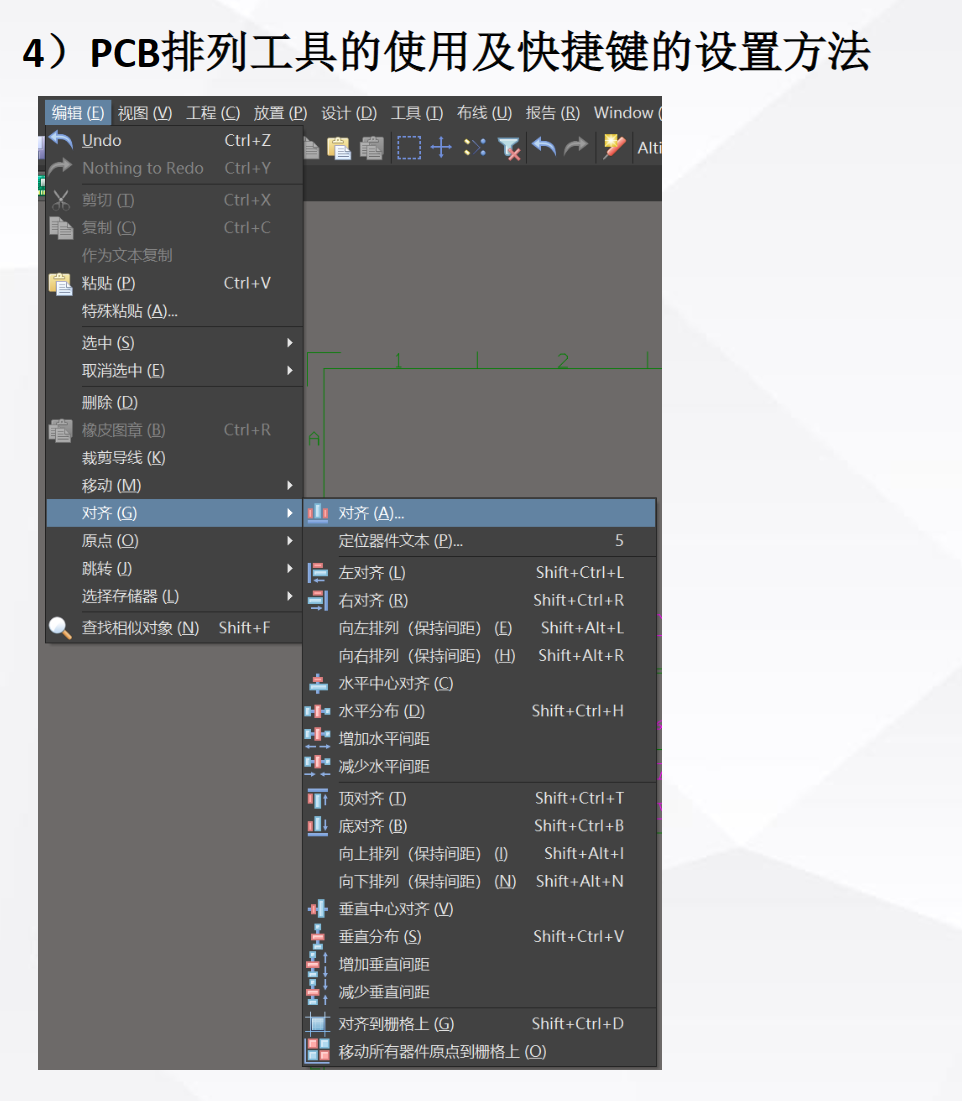 4）PCB排列工具的使用及快捷键的设置方法
编辑 (E) 视图 (V) 工程 (C) 放置 (P) 设计 (D) 工具 (T) 布线 (U) 报告 (R) Window (
Undo Ctrl+Z
Alti
Nothing to Redo Ctrl+Y
剪切 (T) Ctrl+X
复制 (C) Ctrl+C
作为文本复制
粘贴 (P) Ctrl+V
特殊粘贴 (A)...
选中 (S)
1 2
取消选中 (E)
删除 (D)
橡皮图章 (B) Ctrl+R
A
裁剪导线 (K)
移动 (M)
对齐 (G)
原点 (O)
跳转 (J)
选择存储器 (L)
查找相似对象 (N) Shift+F
对齐 (A)...
定位器件文本 (P)... 5
左对齐 (L) Shift+Ctrl+L
右对齐 (R) Shift+Ctrl+R
向左排列（保持间距） (E) Shift+Alt+L
向右排列（保持间距） (H) Shift+Alt+R
水平中心对齐 (C)
水平分布 (D) Shift+Ctrl+H
增加水平间距
减少水平间距
顶对齐 (T) Shift+Ctrl+T
底对齐 (B) Shift+Ctrl+B
向上排列（保持间距） (I) Shift+Alt+I
向下排列（保持间距） (N) Shift+Alt+N
垂直中心对齐 (V)
垂直分布 (S) Shift+Ctrl+V
增加垂直间距
减少垂直间距
对齐到栅格上 (G) Shift+Ctrl+D
移动所有器件原点到栅格上 (O)